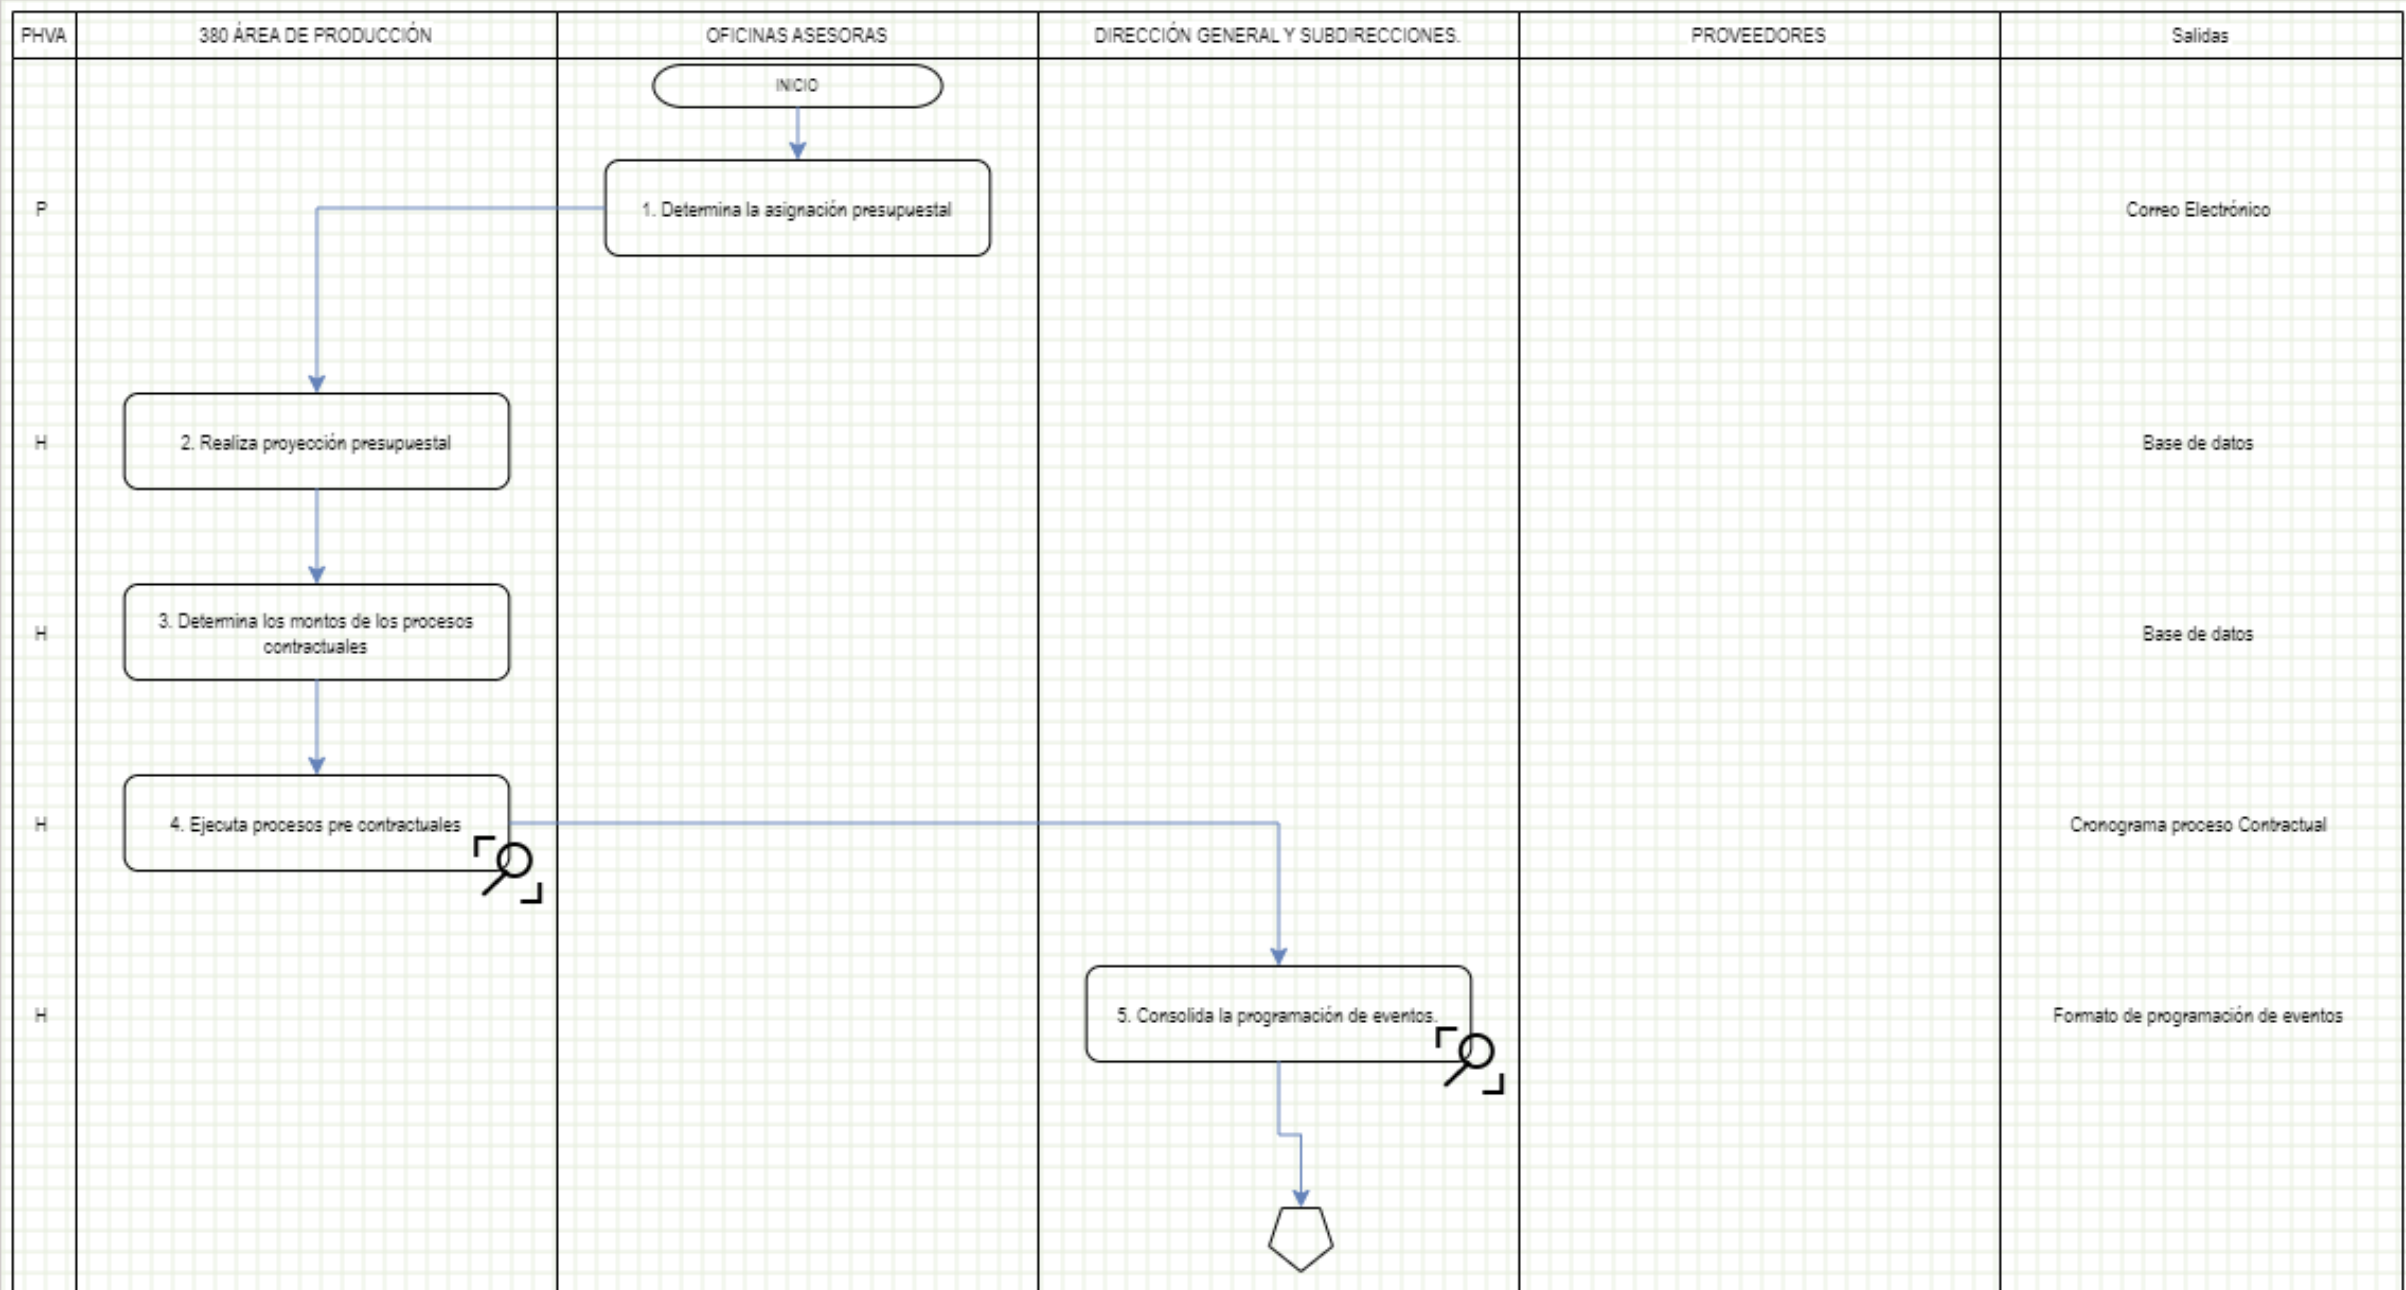 PHVA
380 ÁREA DE PRODUCCIÓN
OFICINAS ASESORAS
DIRECCIÓN GENERAL Y SUBDIRECCIONES.
PROVEEDORES
Salidas
INICIO
P
1. Determina la asignación presupuestal
Correo Electrónico
H
2. Realiza proyección presupuestal
Base de datos
H
3. Determina los montos de los procesos
contractuales
Base de datos
H
4. Ejecuta procesos pre contractuales
Cronograma proceso Contractual
H
5. Consolida la programación de eventos.
Formato de programación de eventos